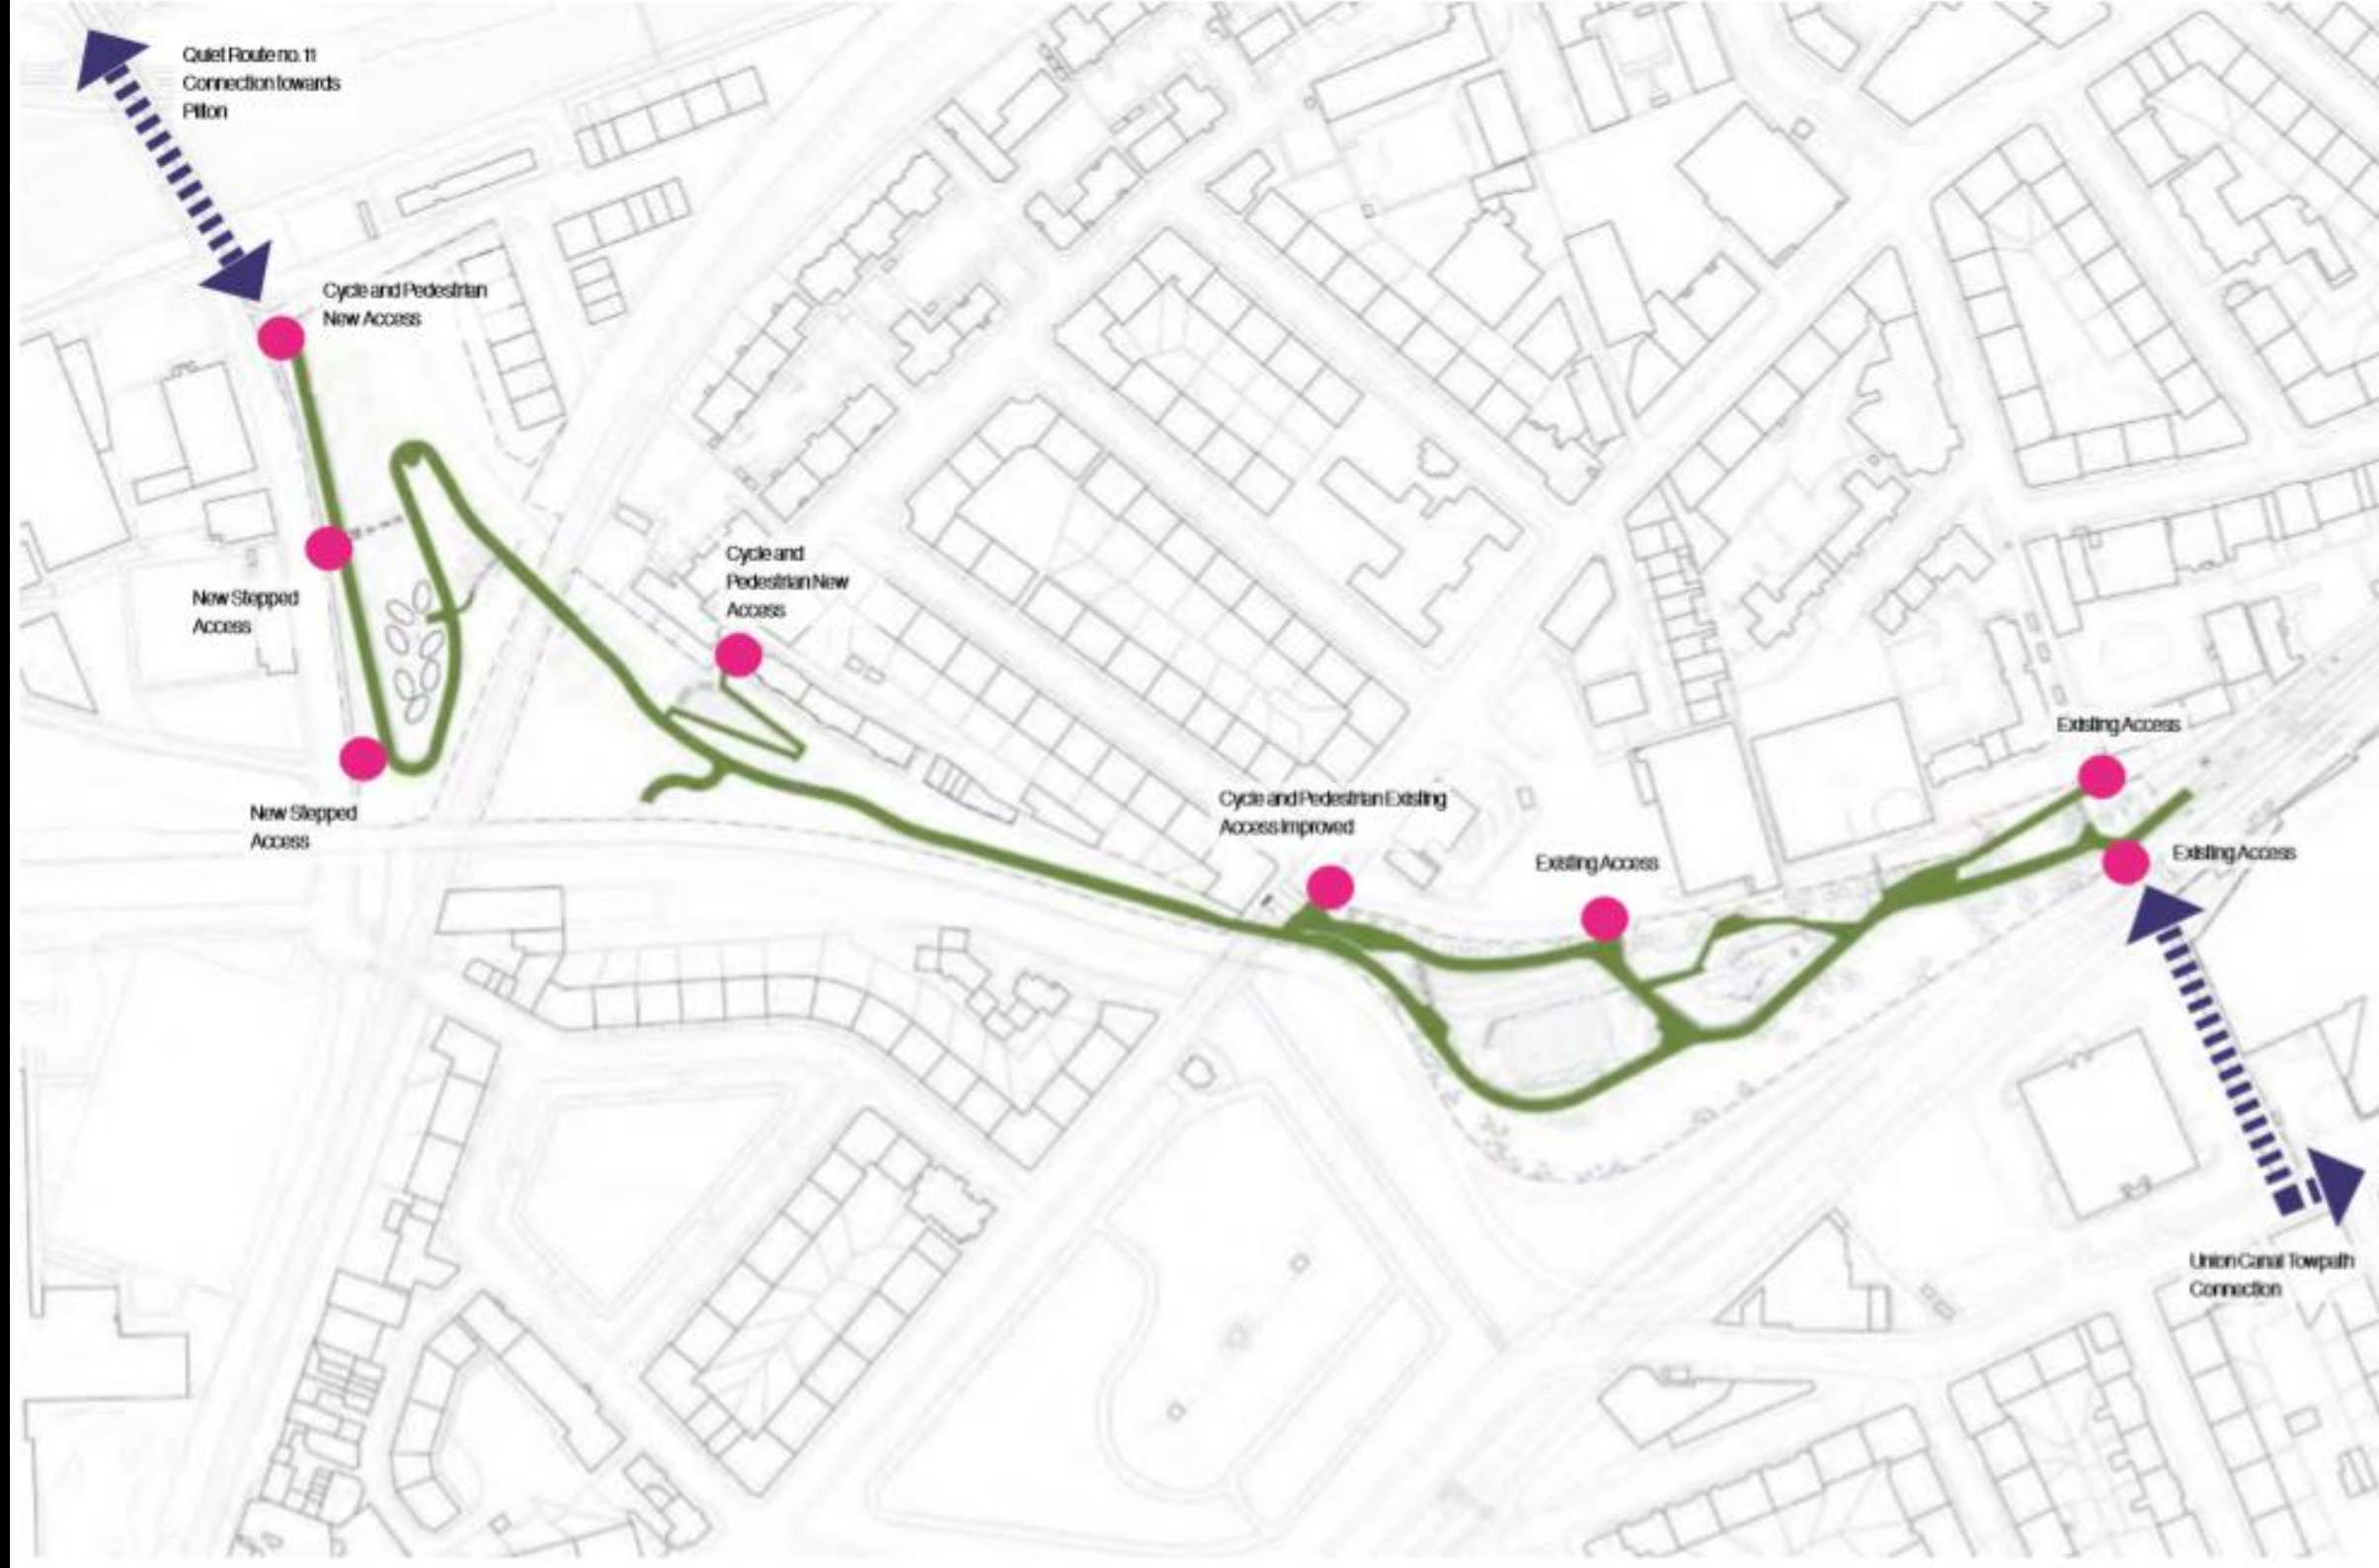 Quiet Route no. 11
Connection towards
Pilton
Cycle and Pedestrian
New Access
New Stepped
Access
New Stepped
Access
Cycle and
Pedestrian New
Access
Cycle and Pedestrian Existing
Access Improved
Existing Access
Existing Access
Existing Access
Union Canal Towpath
Connection